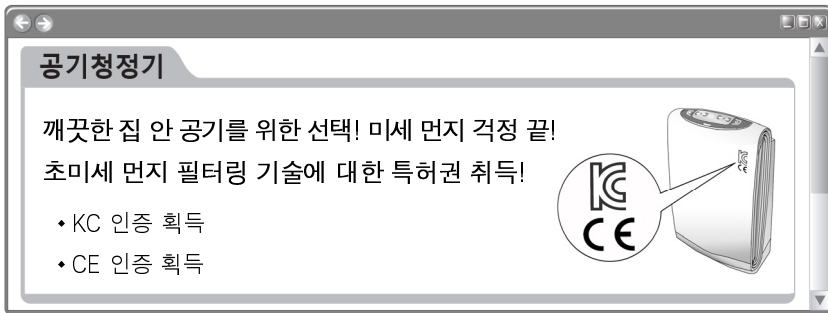 공기청정기
깨끗한 집 안 공기를 위한 선택! 미세 먼지 걱정 끝!
초미세 먼지 필터링 기술에 대한 특허권 취득!
• KC 인증 획득
• CE 인증 획득
KC
CE